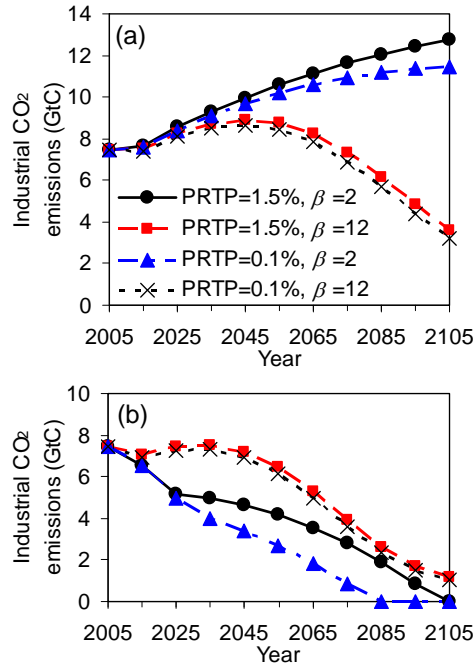 (a)
Industrial CO2
emissions (GtC)
14
12
10
8
6
4
2
0
PRTP=1.5%, β =2
PRTP=1.5%, β =12
PRTP=0.1%, β =2
PRTP=0.1%, β =12
2005 2025 2045 2065 2085 2105
Year
(b)
Industrial CO2
emissions (GtC)
10
8
6
4
2
0
2005 2025 2045 2065 2085 2105
Year